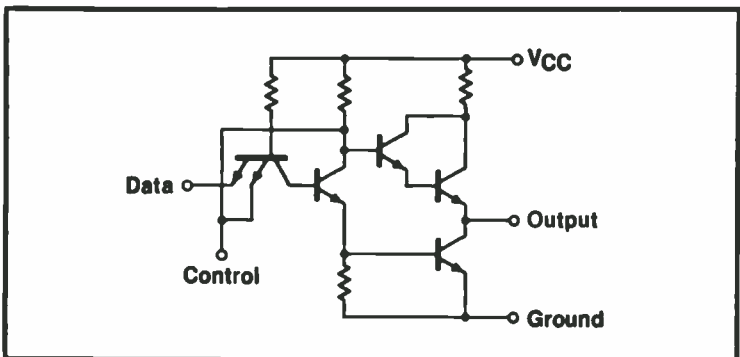 VCC
Data
Output
Control
Ground